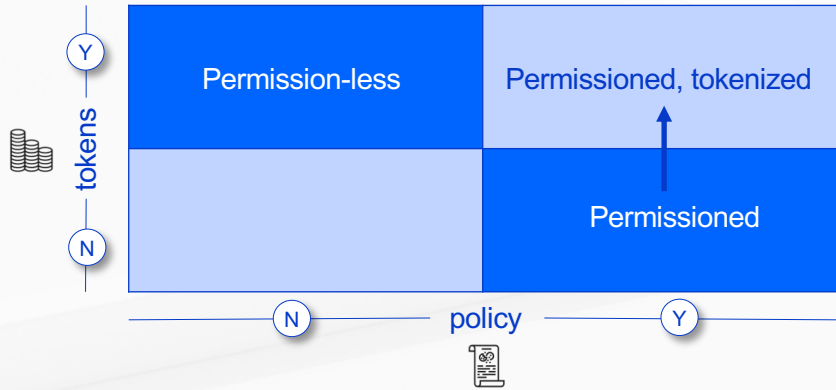 Y
tokens
N
Permission-less
Permissioned, tokenized
Permissioned
N
policy
Y